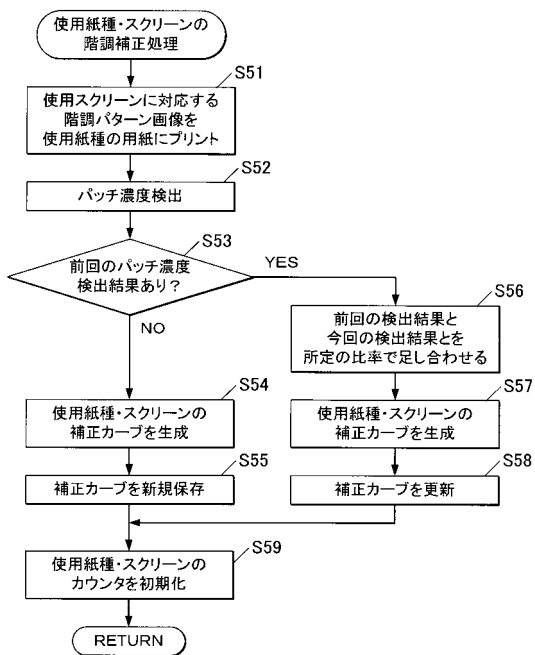 使用紙種・スクリーンの
階調補正処理
S51
使用スクリーンに対応する
階調パターン画像を
使用紙種の用紙にプリント
S52
パッチ濃度検出
S53
前回のパッチ濃度
検出結果あり？
YES
NO
S56
前回の検出結果と
今回の検出結果とを
所定の比率で足し合わせる
S54
使用紙種・スクリーンの
補正カーブを生成
S57
使用紙種・スクリーンの
補正カーブを生成
S55
補正カーブを新規保存
S58
補正カーブを更新
S59
使用紙種・スクリーンの
カウンタを初期化
RETURN